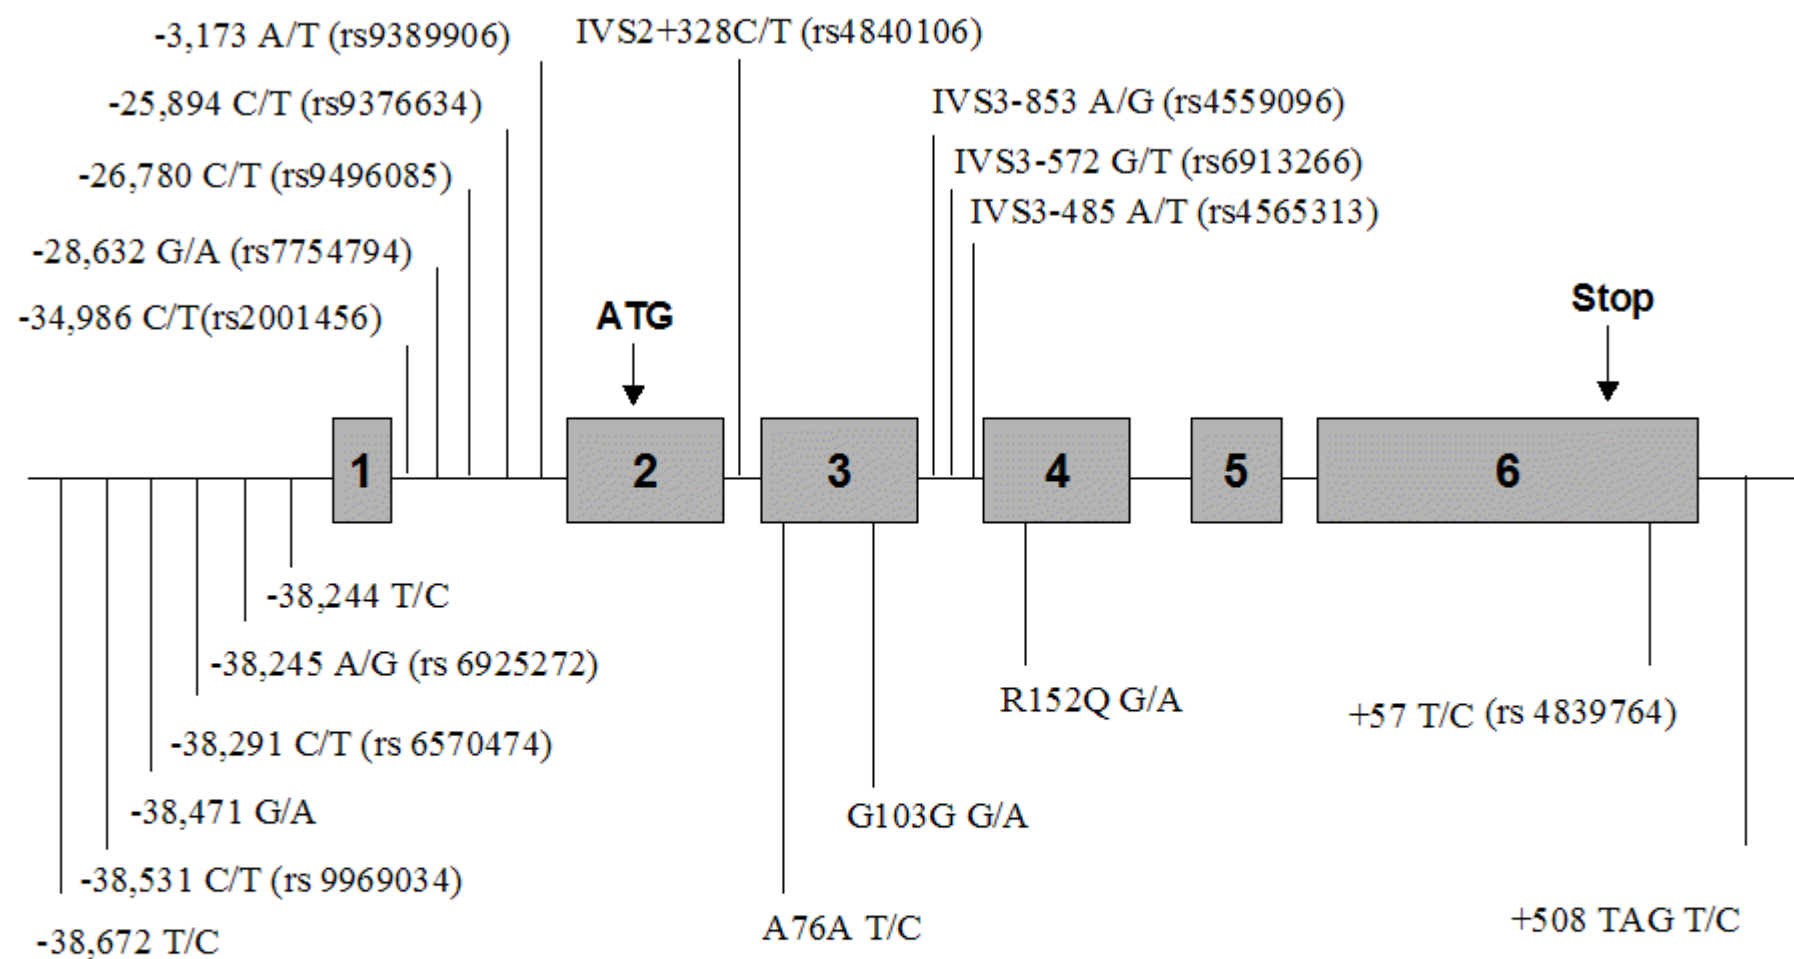 -3,173 A/T (rs9389906)
IVS2+328C/T (rs4840106)
-25,894 C/T (rs9376634)
IVS3-853 A/G (rs4559096)
-26,780 C/T (rs9496085)
IVS3-572 G/T (rs6913266)
IVS3-485 A/T (rs4565313)
-28,632 G/A (rs7754794)
-34,986 C/T(rs2001456)
ATG
Stop
1
2
3
4
5
6
-38,244 T/C
-38,245 A/G (rs 6925272)
R152Q G/A
+57 T/C (rs 4839764)
-38,291 C/T (rs 6570474)
-38,471 G/A
G103G G/A
-38,531 C/T (rs 9969034)
-38,672 T/C
A76A T/C
+508 TAG T/C